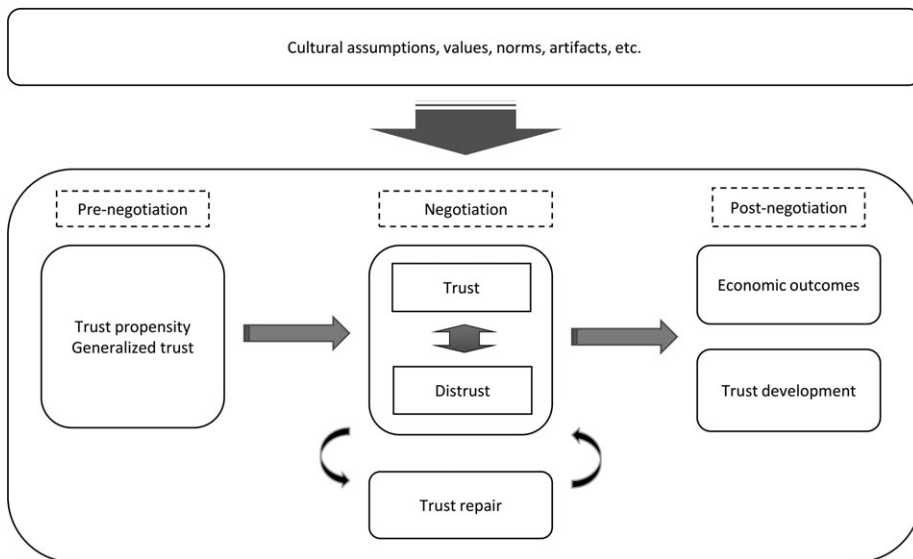 Cultural assumptions, values, norms, artifacts, etc.
Pre-negotiation
Negotiation
Post-negotiation
Trust propensity
Generalized trust
Trust
Distrust
Trust repair
Economic outcomes
Trust development